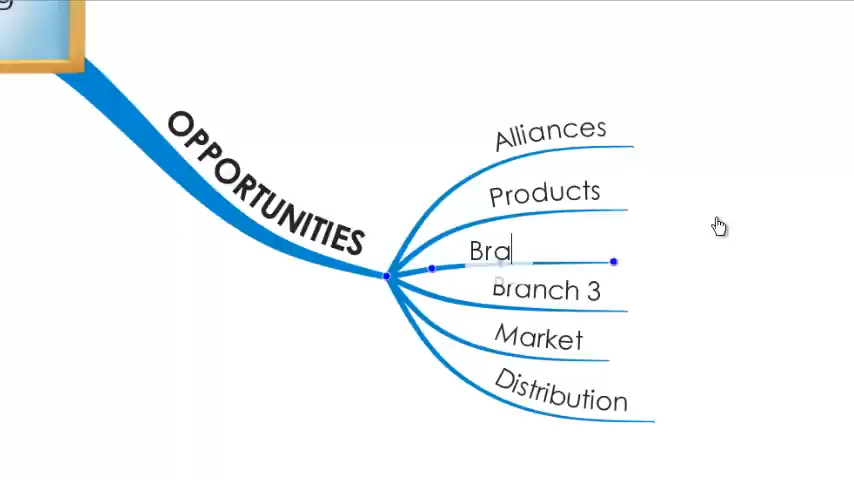 OPPORTUNITIES
Alliances
Products
Bra
Branch 3
Market
Distribution